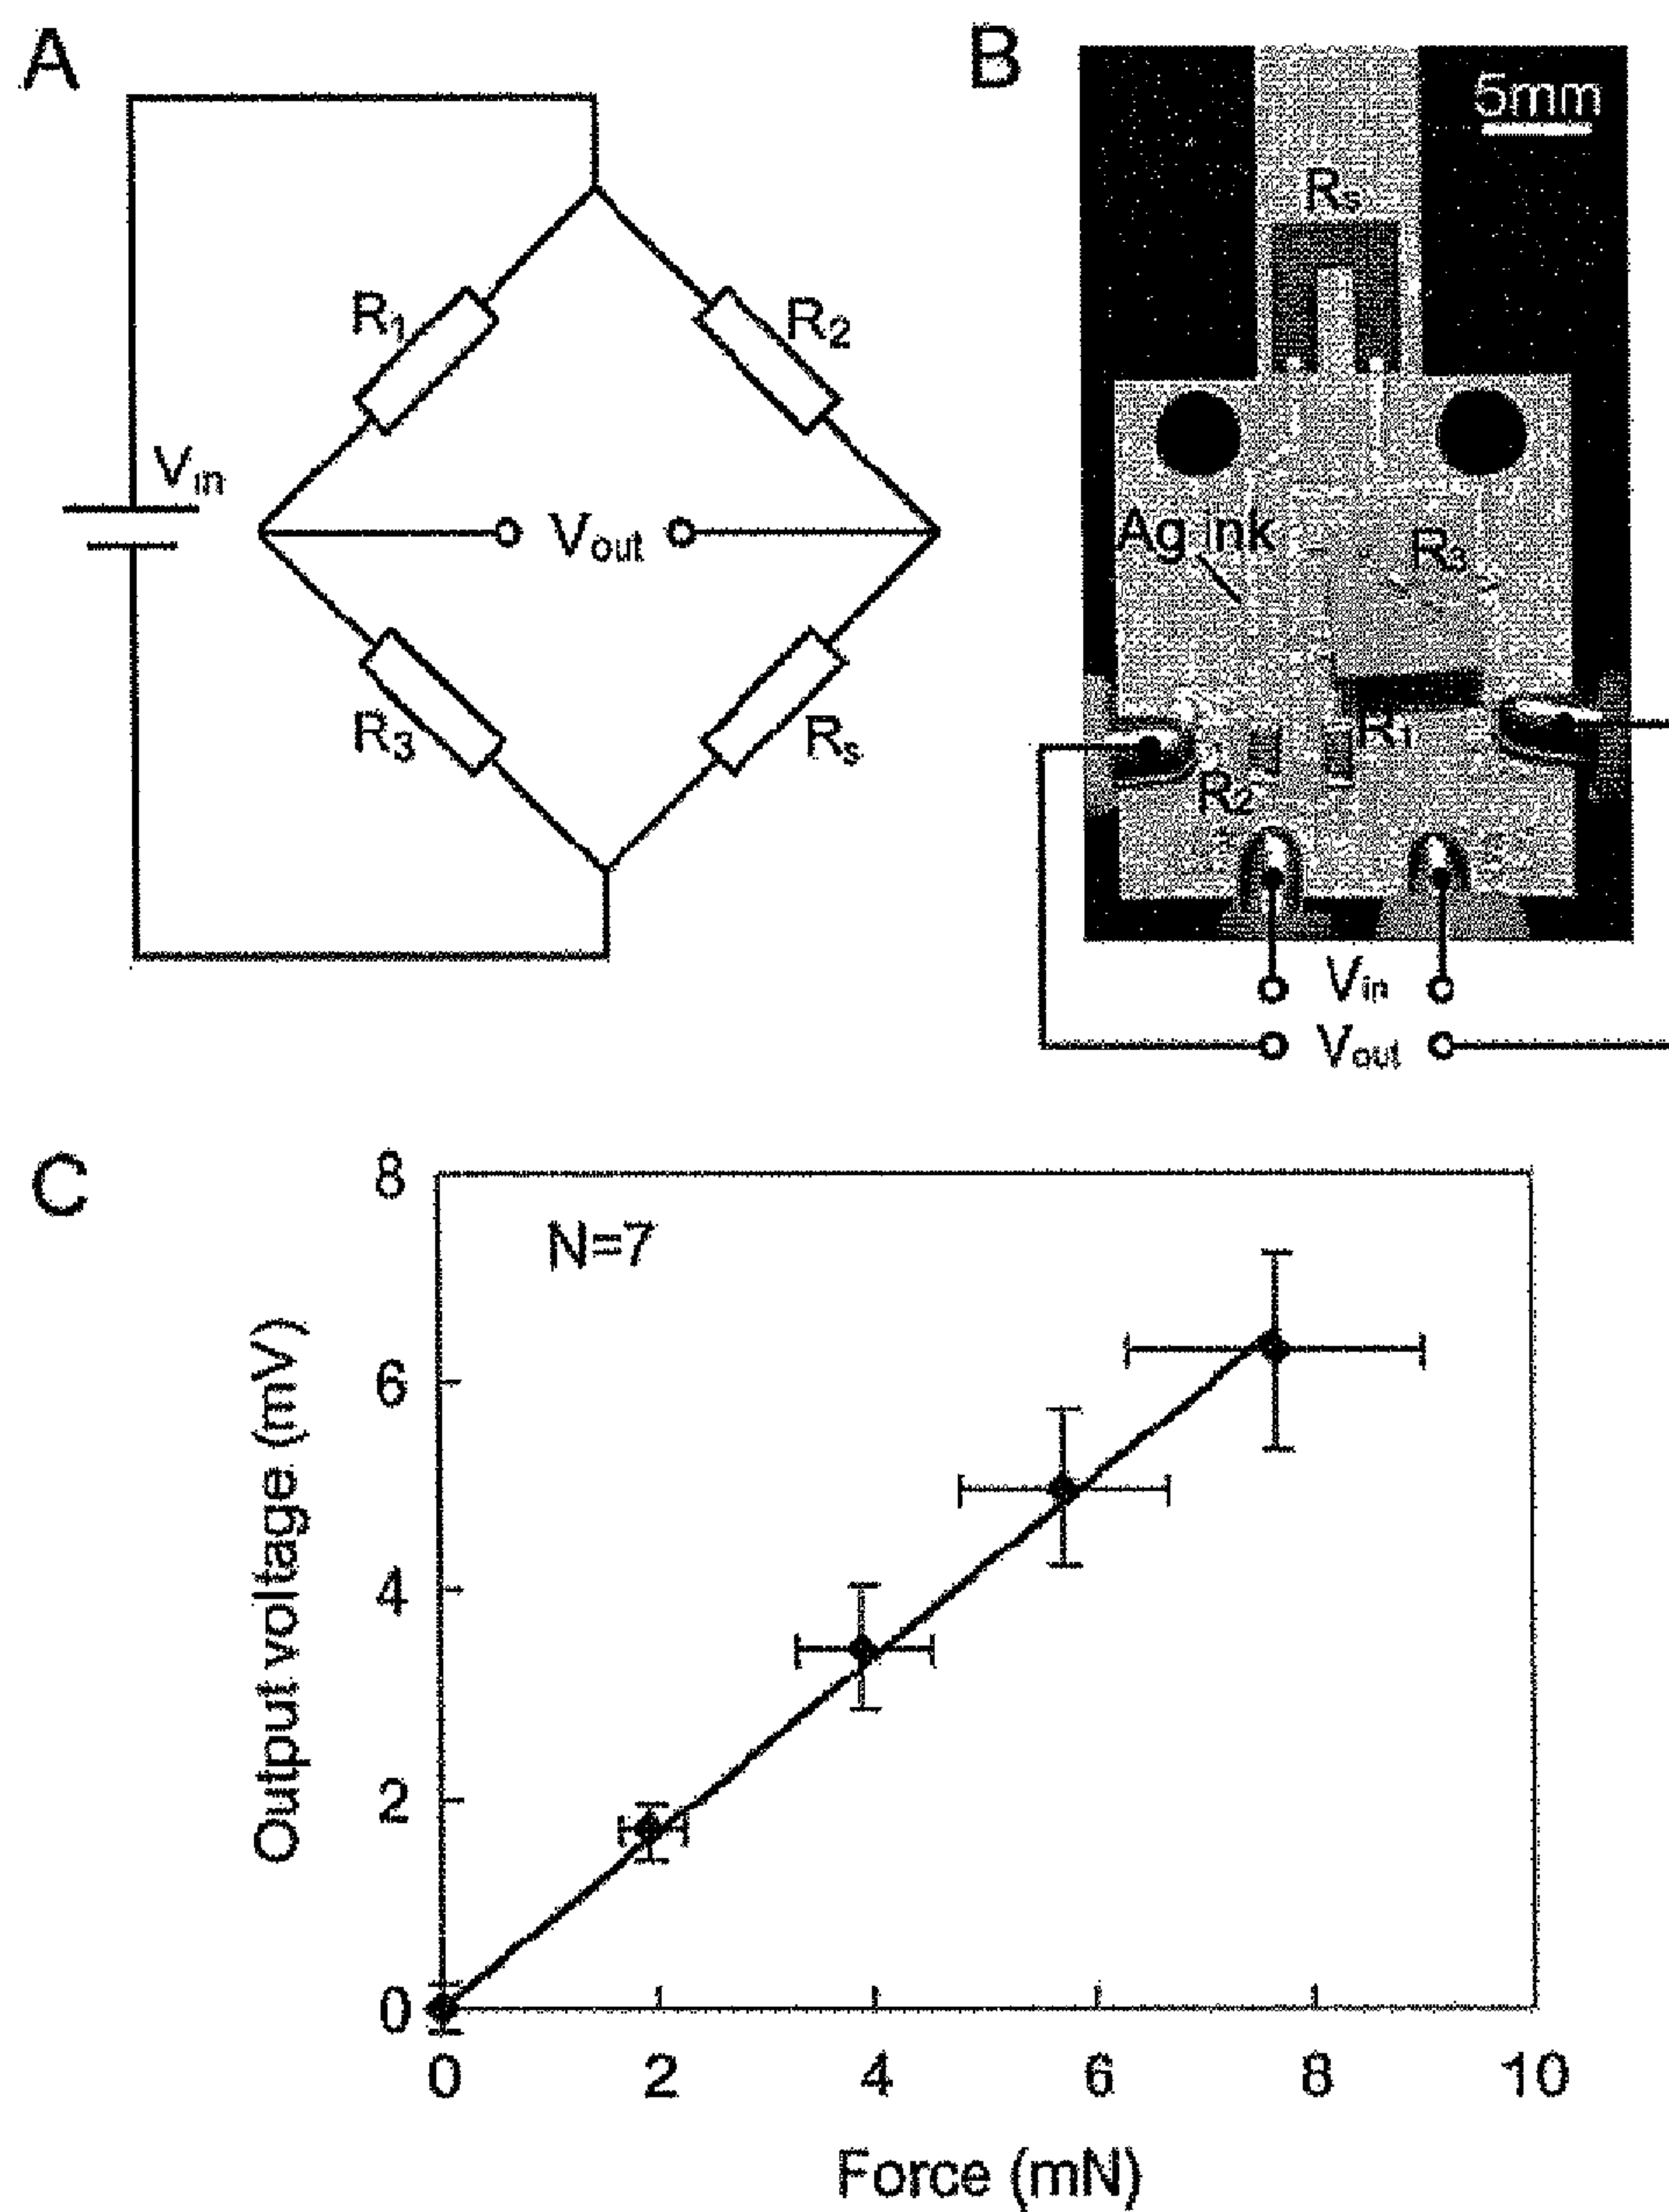 A
R₁
R₂
Vin
Vout
R₃
Rs
B
5mm
Rs
Ag ink
R₃
R₁
R₂
Vin
Vout
C
N=7
8
6
4
2
0
Output voltage (mV)
0 2 4 6 8 10
Force (mN)